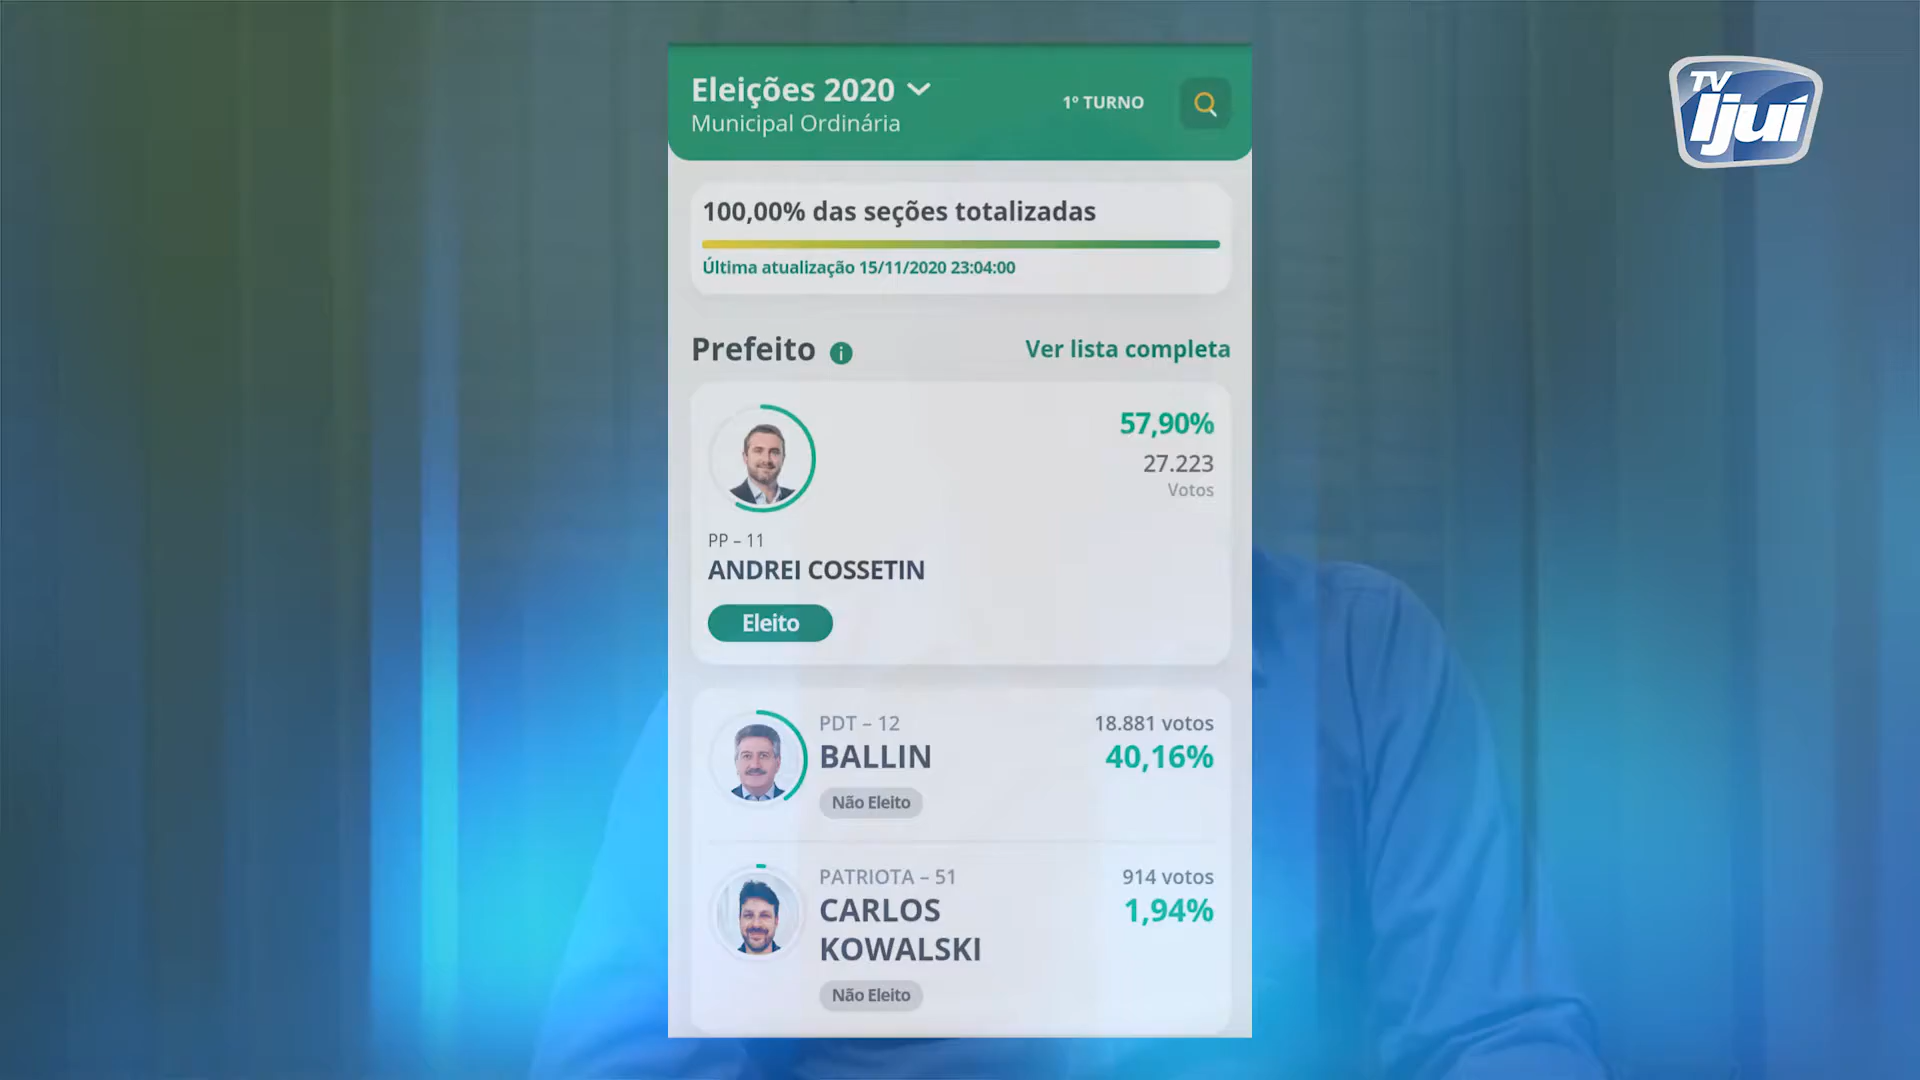 TV
Ijuí
Eleições 2020
Municipal Ordinária
1º TURNO
100,00% das seções totalizadas
Última atualização 15/11/2020 23:04:00
Prefeito
Ver lista completa
57,90%
27.223
Votos
PP – 11
ANDREI COSSETIN
Eleito
PDT – 12
18.881 votos
BALLIN
40,16%
Não Eleito
PATRIOTA – 51
914 votos
CARLOS
KOWALSKI
1,94%
Não Eleito